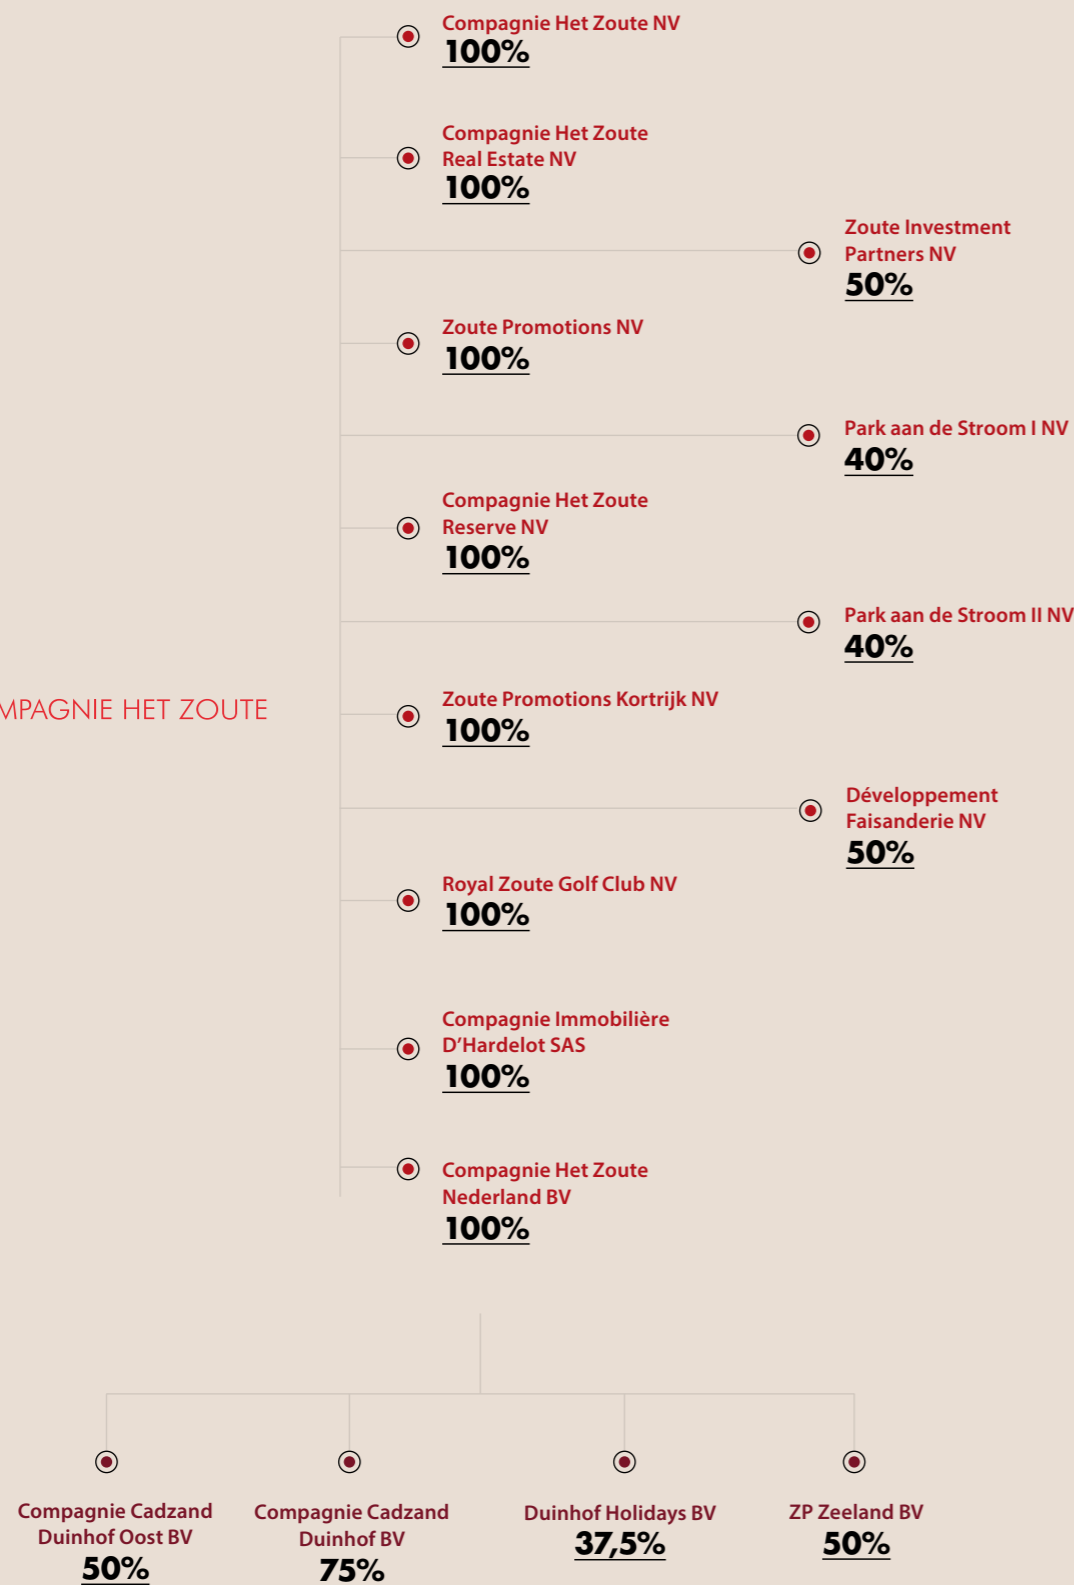 Compagnie Het Zoute NV
100%
Compagnie Het Zoute
Real Estate NV
100%
Zoute Investment
Partners NV
50%
Zoute Promotions NV
100%
Park aan de Stroom I NV
40%
Compagnie Het Zoute
Reserve NV
100%
Park aan de Stroom II NV
40%
MPAGNIE HET ZOUTE
Zoute Promotions Kortrijk NV
100%
Développement
Faisanderie NV
50%
Royal Zoute Golf Club NV
100%
Compagnie Immobilière
D’Hardelot SAS
100%
Compagnie Het Zoute
Nederland BV
100%
Compagnie Cadzand
Duinhof Oost BV
50%
Compagnie Cadzand
Duinhof BV
75%
Duinhof Holidays BV
37,5%
ZP Zeeland BV
50%